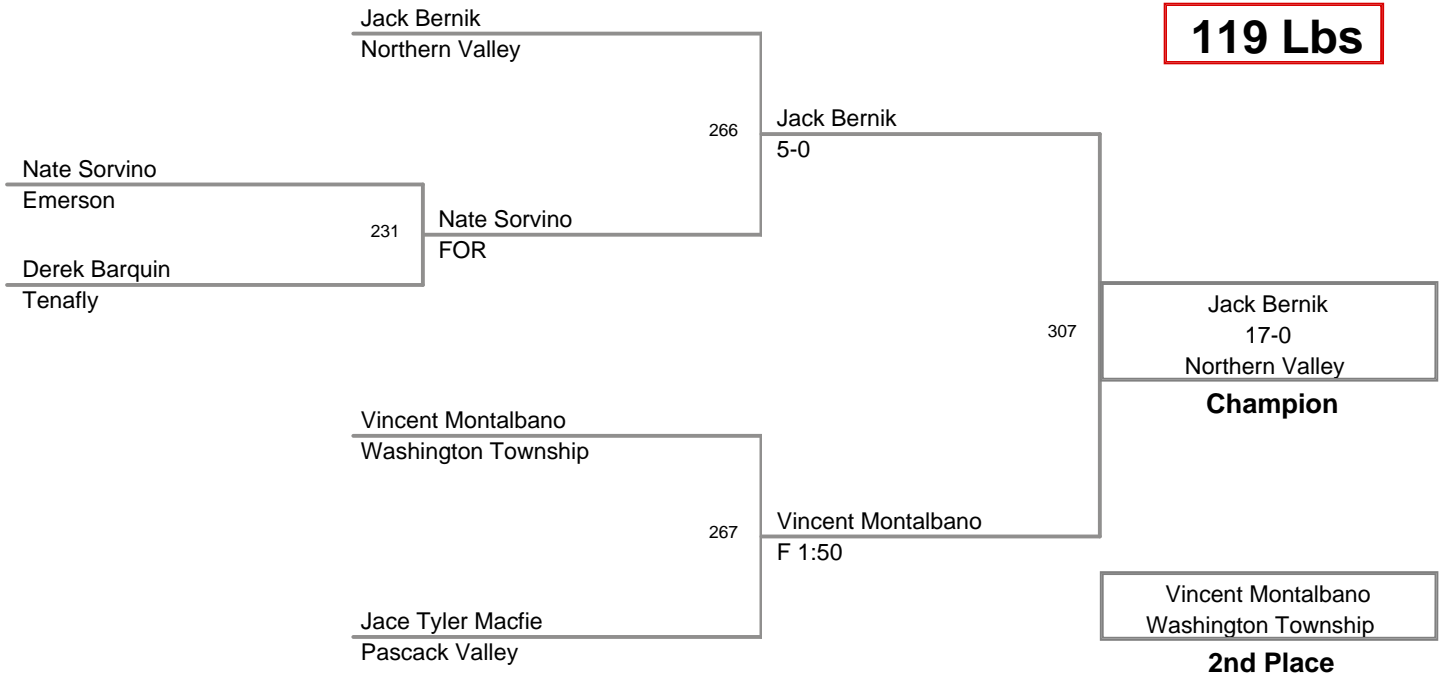 119 Lbs
Jack Bernik
Northern Valley
266
Jack Bernik
5-0
Nate Sorvino
Emerson
231
Nate Sorvino
FOR
Derek Barquin
Tenafly
307
Jack Bernik
17-0
Northern Valley
Champion
Vincent Montalbano
Washington Township
267
Vincent Montalbano
F 1:50
Jace Tyler Macfie
Pascack Valley
Vincent Montalbano
Washington Township
2nd Place